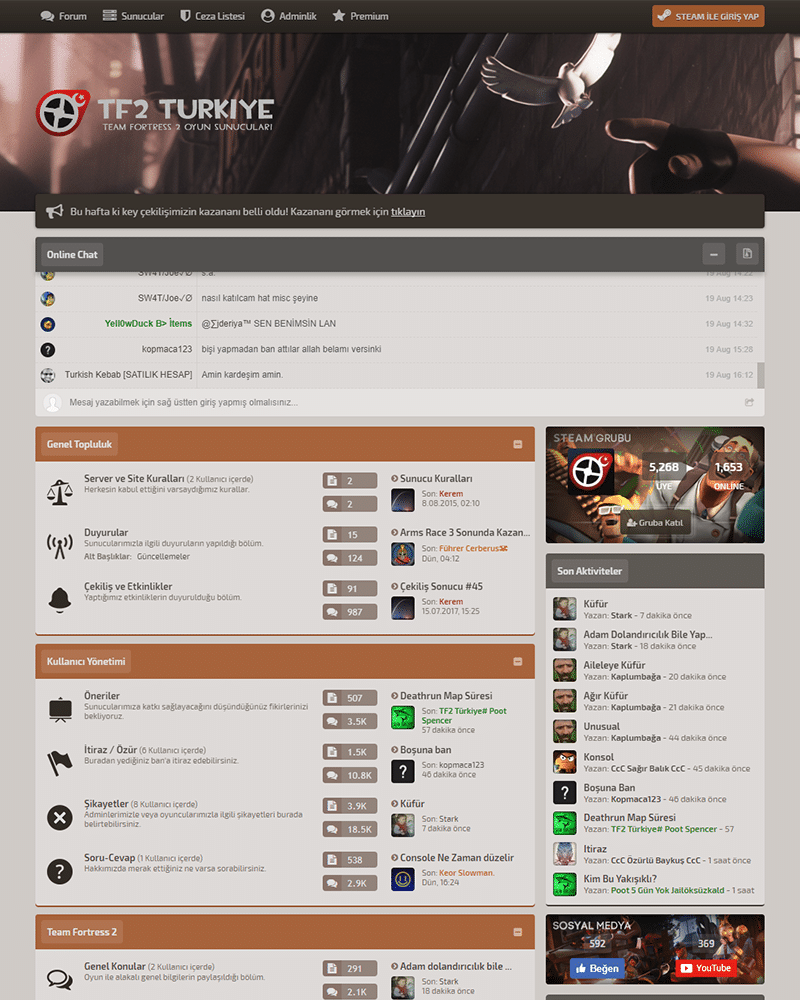 Forum Sunucular Ceza Listesi Adminlik Premium STEAM İLE GİRİŞ YAP
TF2 TURKIYE
TEAM FORTRESS 2 OYUN SUNUCULARI
Bu hafta ki key çekilişimizin kazananı belli oldu! Kazananı görmek için tıklayın
Online Chat
SW4T/Joe√Ø s.a. 19 Aug 14:22
SW4T/Joe√Ø nasıl katılcam hat misc şeyine 19 Aug 14:23
Yell0wDuck B> İtems @∑jderiya™ SEN BENİMSİN LAN 19 Aug 14:32
kopmaca123 bişi yapmadan ban attılar allah belamı versinki 19 Aug 15:28
Turkish Kebab [SATILIK HESAP] Amin kardeşim amin. 19 Aug 16:12
Mesaj yazabilmek için sağ üstten giriş yapmış olmalısınız...
Genel Topluluk
Server ve Site Kuralları (2 Kullanıcı içerde)
Herkesin kabul ettiğini varsaydığımız kurallar.
2
2
Sunucu Kuralları
Son: Kerem
8.08.2015, 02:10
Duyurular
Sunucularımızla ilgili duyuruların yapıldığı bölüm.
Alt Başlıklar: Güncellemeler
15
124
Arms Race 3 Sonunda Kazan...
Son: Führer Cerberus
Dün, 04:12
Çekiliş ve Etkinlikler
Yaptığımız etkinliklerin duyurulduğu bölüm.
91
987
Çekiliş Sonucu #45
Son: Kerem
15.07.2017, 15:25
Kullanıcı Yönetimi
Öneriler
Sunucularımıza katkı sağlayacağını düşündüğünüz fikirlerinizi
bekliyoruz.
507
3.5K
Deathrun Map Süresi
Son: TF2 Türkiye# Poot
Spencer
57 dakika önce
İtiraz / Özür (6 Kullanıcı içerde)
Buradan yediğiniz ban'a itiraz edebilirsiniz.
1.5K
10.8K
Boşuna ban
Son: kopmaca123
46 dakika önce
Şikayetler (8 Kullanıcı içerde)
Adminlerimizle veya oyuncularımızla ilgili şikayetleri burada
belirtebilirsiniz.
3.9K
18.5K
Küfür
Son: Stark
7 dakika önce
Soru-Cevap (1 Kullanıcı içerde)
Hakkımızda merak ettiğiniz ne varsa sorabilirsiniz.
538
2.9K
Console Ne Zaman düzelir
Son: Keor Slowman.
Dün, 16:24
Team Fortress 2
Genel Konular (2 Kullanıcı içerde)
Oyun ile alakalı genel bilgilerin paylaşıldığı bölüm.
291
2.1K
Adam dolandırıcılık bile ...
Son: Stark
18 dakika önce
STEAM GRUBU
5,268 1,653
ÜYE ONLİNE
Gruba Katıl
Son Aktiviteler
Küfür
Yazan: Stark - 7 dakika önce
Adam Dolandırıcılık Bile Yap...
Yazan: Stark - 18 dakika önce
Aileleye Küfür
Yazan: Kaplumbağa - 20 dakika önce
Ağır Küfür
Yazan: Kaplumbağa - 21 dakika önce
Unusual
Yazan: Kaplumbağa - 44 dakika önce
Konsol
Yazan: CcC Sağır Balık CcC - 45 dakika önce
Boşuna Ban
Yazan: Kopmaca123 - 46 dakika önce
Deathrun Map Süresi
Yazan: TF2 Türkiye# Poot Spencer - 57
Itiraz
Yazan: CcC Özürlü Baykuş CcC - 1 saat önce
Kim Bu Yakışıklı?
Yazan: Poot 5 Gün Yok Jailöksüzkald - 1 saat
SOSYAL MEDYA
592 369
Beğen YouTube